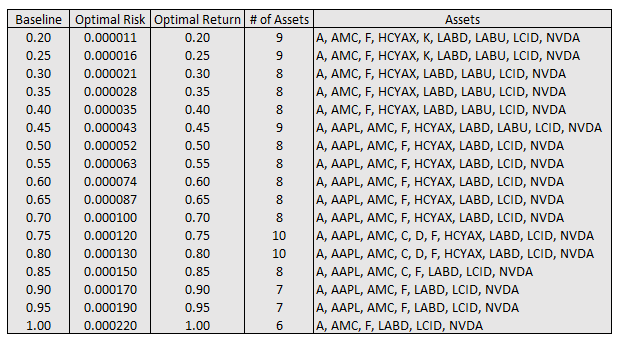 Baseline Optimal Risk Optimal Return # of Assets Assets
0.20 0.000011 0.20 9 A, AMC, F, HCYAX, K, LABD, LABU, LCID, NVDA
0.25 0.000016 0.25 9 A, AMC, F, HCYAX, K, LABD, LABU, LCID, NVDA
0.30 0.000021 0.30 8 A, AMC, F, HCYAX, LABD, LABU, LCID, NVDA
0.35 0.000028 0.35 8 A, AMC, F, HCYAX, LABD, LABU, LCID, NVDA
0.40 0.000035 0.40 8 A, AMC, F, HCYAX, LABD, LABU, LCID, NVDA
0.45 0.000043 0.45 9 A, AAPL, AMC, F, HCYAX, LABD, LABU, LCID, NVDA
0.50 0.000052 0.50 8 A, AAPL, AMC, F, HCYAX, LABD, LCID, NVDA
0.55 0.000063 0.55 8 A, AAPL, AMC, F, HCYAX, LABD, LCID, NVDA
0.60 0.000074 0.60 8 A, AAPL, AMC, F, HCYAX, LABD, LCID, NVDA
0.65 0.000087 0.65 8 A, AAPL, AMC, F, HCYAX, LABD, LCID, NVDA
0.70 0.000100 0.70 8 A, AAPL, AMC, F, HCYAX, LABD, LCID, NVDA
0.75 0.000120 0.75 10 A, AAPL, AMC, C, D, F, HCYAX, LABD, LCID, NVDA
0.80 0.000130 0.80 10 A, AAPL, AMC, C, D, F, HCYAX, LABD, LCID, NVDA
0.85 0.000150 0.85 8 A, AAPL, AMC, C, F, LABD, LCID, NVDA
0.90 0.000170 0.90 7 A, AAPL, AMC, F, LABD, LCID, NVDA
0.95 0.000190 0.95 7 A, AAPL, AMC, F, LABD, LCID, NVDA
1.00 0.000220 1.00 6 A, AMC, F, LABD, LCID, NVDA